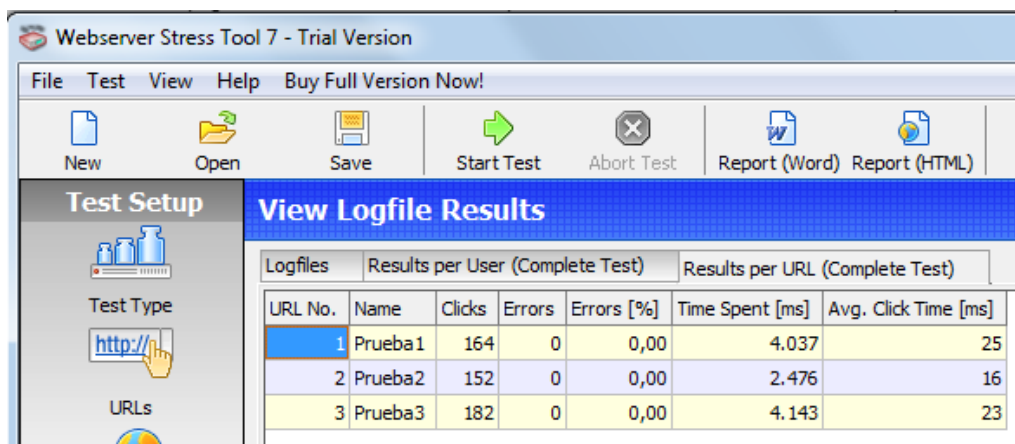 Webserver Stress Tool 7 - Trial Version
File Test View Help Buy Full Version Now!
New Open Save Start Test Abort Test Report (Word) Report (HTML)
Test Setup
View Logfile Results
Logfiles Results per User (Complete Test) Results per URL (Complete Test)
Test Type
URL No. Name Clicks Errors Errors [%] Time Spent [ms] Avg. Click Time [ms]
http://
1 Prueba1 164 0 0,00 4.037 25
2 Prueba2 152 0 0,00 2.476 16
URLs
3 Prueba3 182 0 0,00 4.143 23